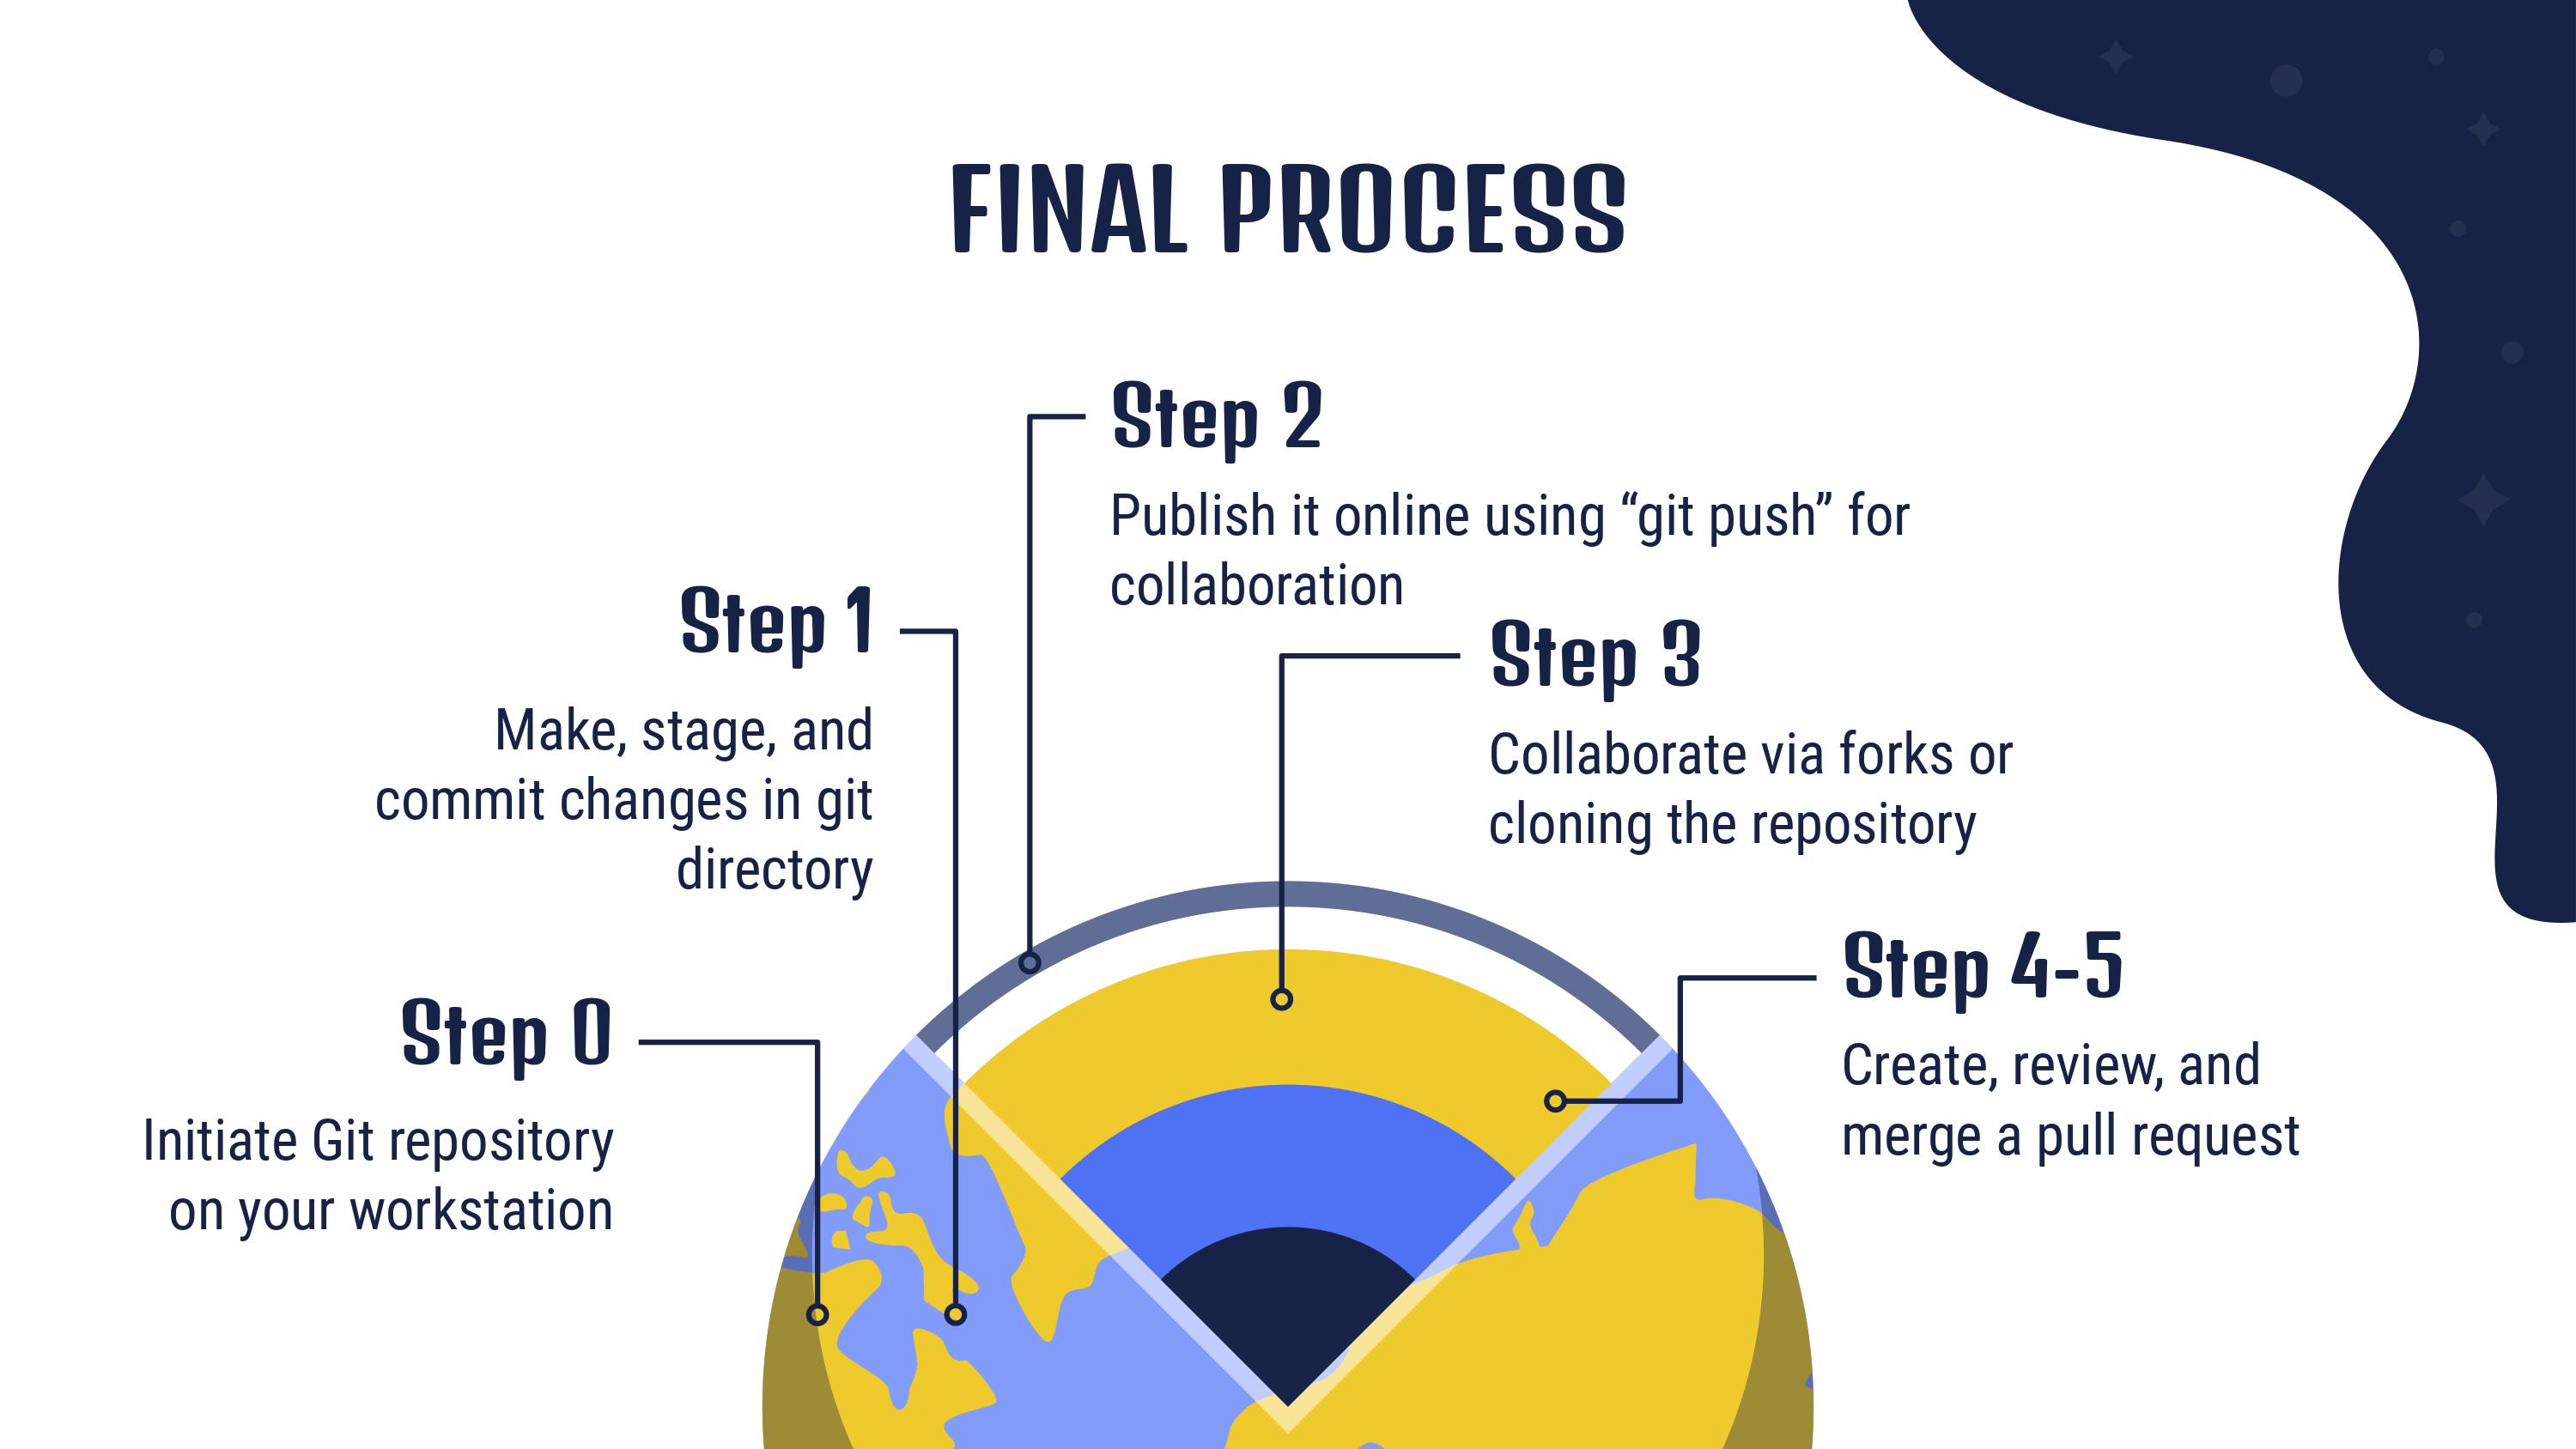 FINAL PROCESS
Step 0
Initiate Git repository
on your workstation
Step 1
Make, stage, and
commit changes in git
directory
Step 2
Publish it online using “git push” for
collaboration
Step 3
Collaborate via forks or
cloning the repository
Step 4-5
Create, review, and
merge a pull request